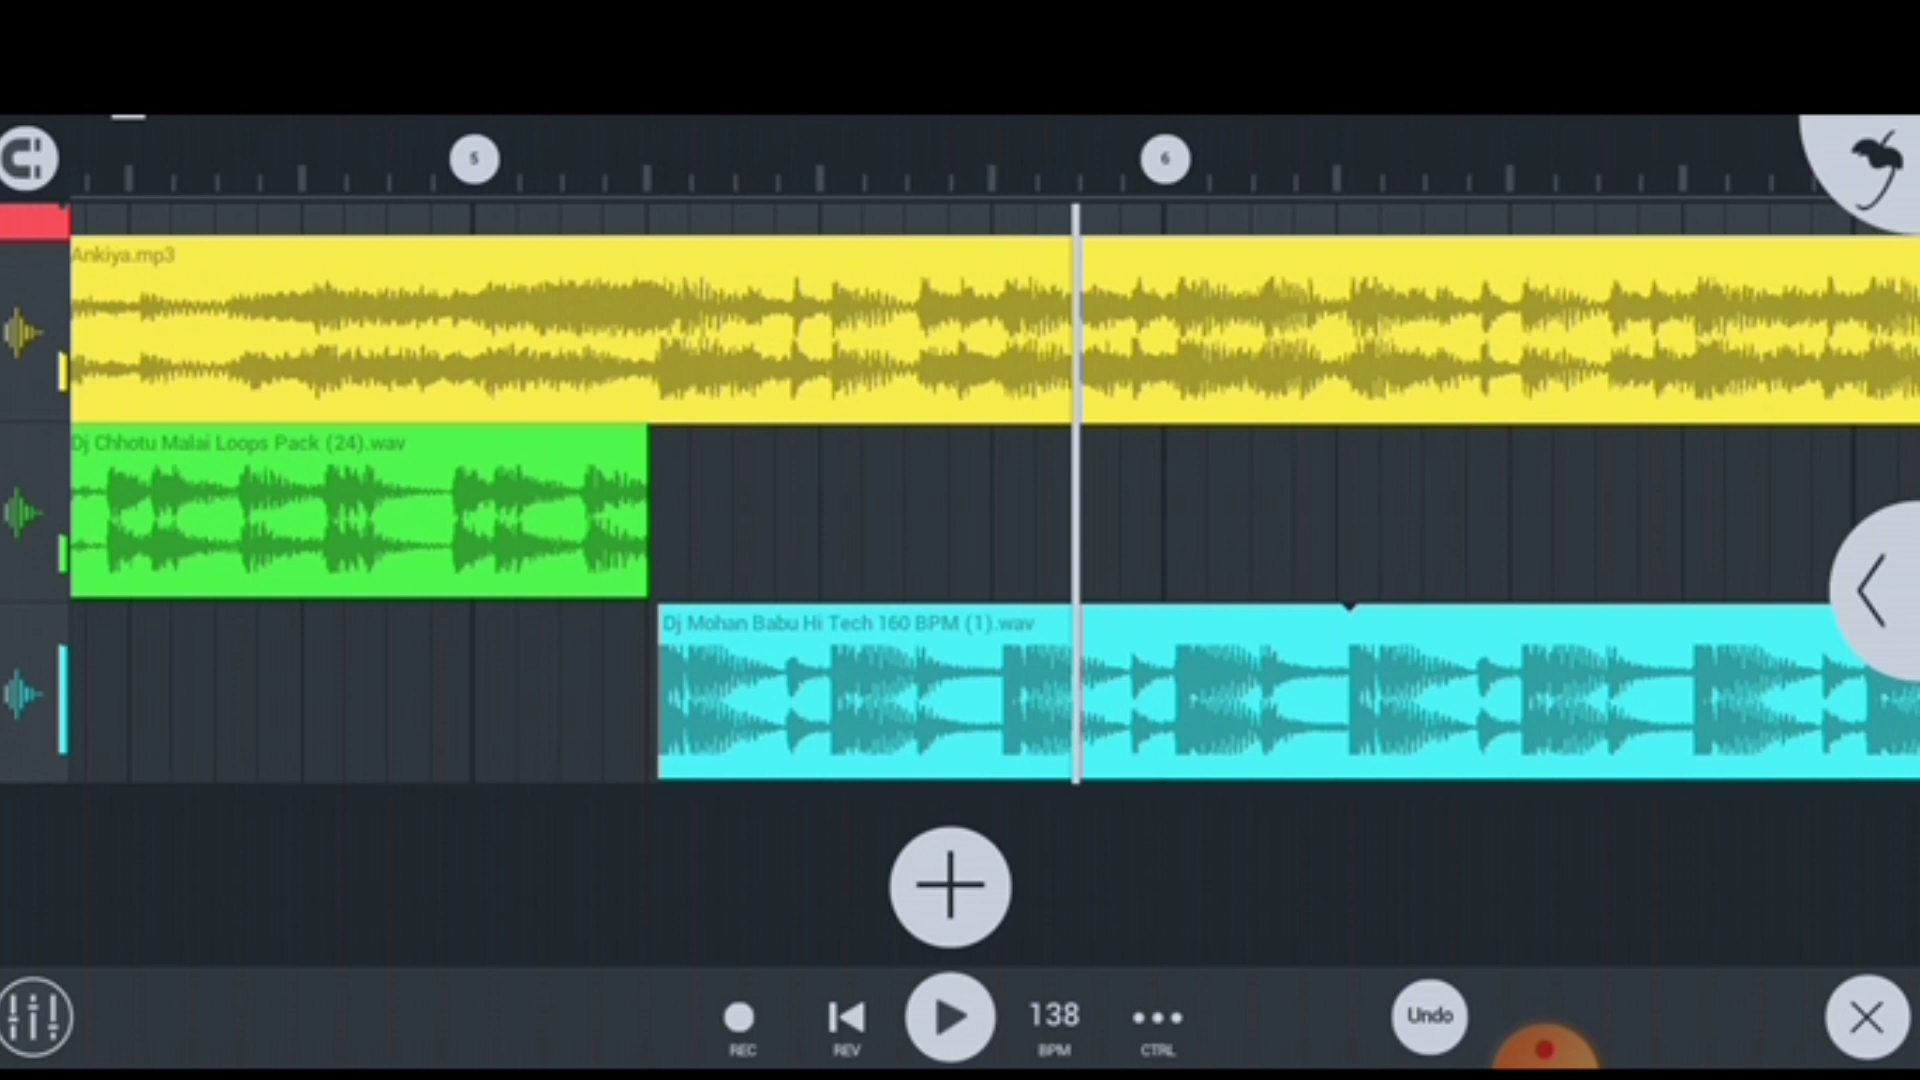 5
6
Ankiya.mp3
Dj Chhotu Malai Loops Pack (24).wav
Dj Mohan Babu Hi Tech 160 BPM (1).wav
138
Undo
REC
REV
BPM
CTRL